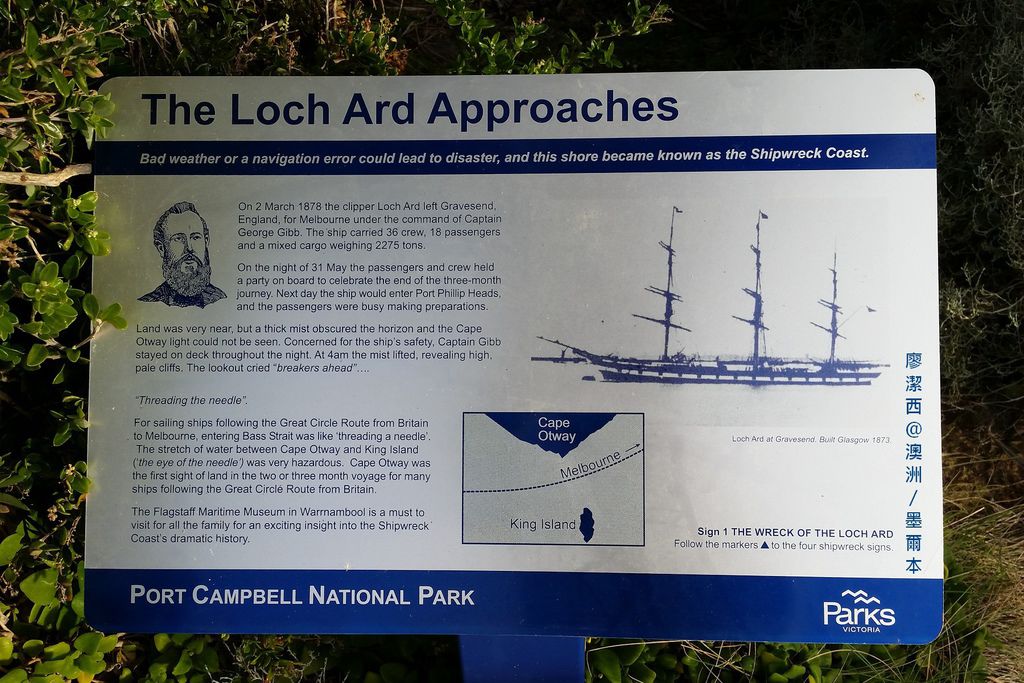 The Loch Ard Approaches
Bad weather or a navigation error could lead to disaster, and this shore became known as the Shipwreck Coast.
On 2 March 1878 the clipper Loch Ard left Gravesend,
England, for Melbourne under the command of Captain
George Gibb. The ship carried 36 crew, 18 passengers
and a mixed cargo weighing 2275 tons.
On the night of 31 May the passengers and crew held
a party on board to celebrate the end of the three-month
journey. Next day the ship would enter Port Phillip Heads,
and the passengers were busy making preparations.
Land was very near, but a thick mist obscured the horizon and the Cape
Otway light could not be seen. Concerned for the ship's safety, Captain Gibb
stayed on deck throughout the night. At 4am the mist lifted, revealing high,
pale cliffs. The lookout cried "breakers ahead"....
"Threading the needle".
For sailing ships following the Great Circle Route from Britain
to Melbourne, entering Bass Strait was like 'threading a needle'.
The stretch of water between Cape Otway and King Island
('the eye of the needle') was very hazardous. Cape Otway was
the first sight of land in the two or three month voyage for many
ships following the Great Circle Route from Britain.
The Flagstaff Maritime Museum in Warrnambool is a must to
visit for all the family for an exciting insight into the Shipwreck
Coast's dramatic history.
Cape
Otway
Melbourne
King Island
Loch Ard at Gravesend. Built Glasgow 1873.
Sign 1 THE WRECK OF THE LOCH ARD
Follow the markers ▲ to the four shipwreck signs.
廖潔西@澳洲/墨爾本
PORT CAMPBELL NATIONAL PARK
Parks
VICTORIA